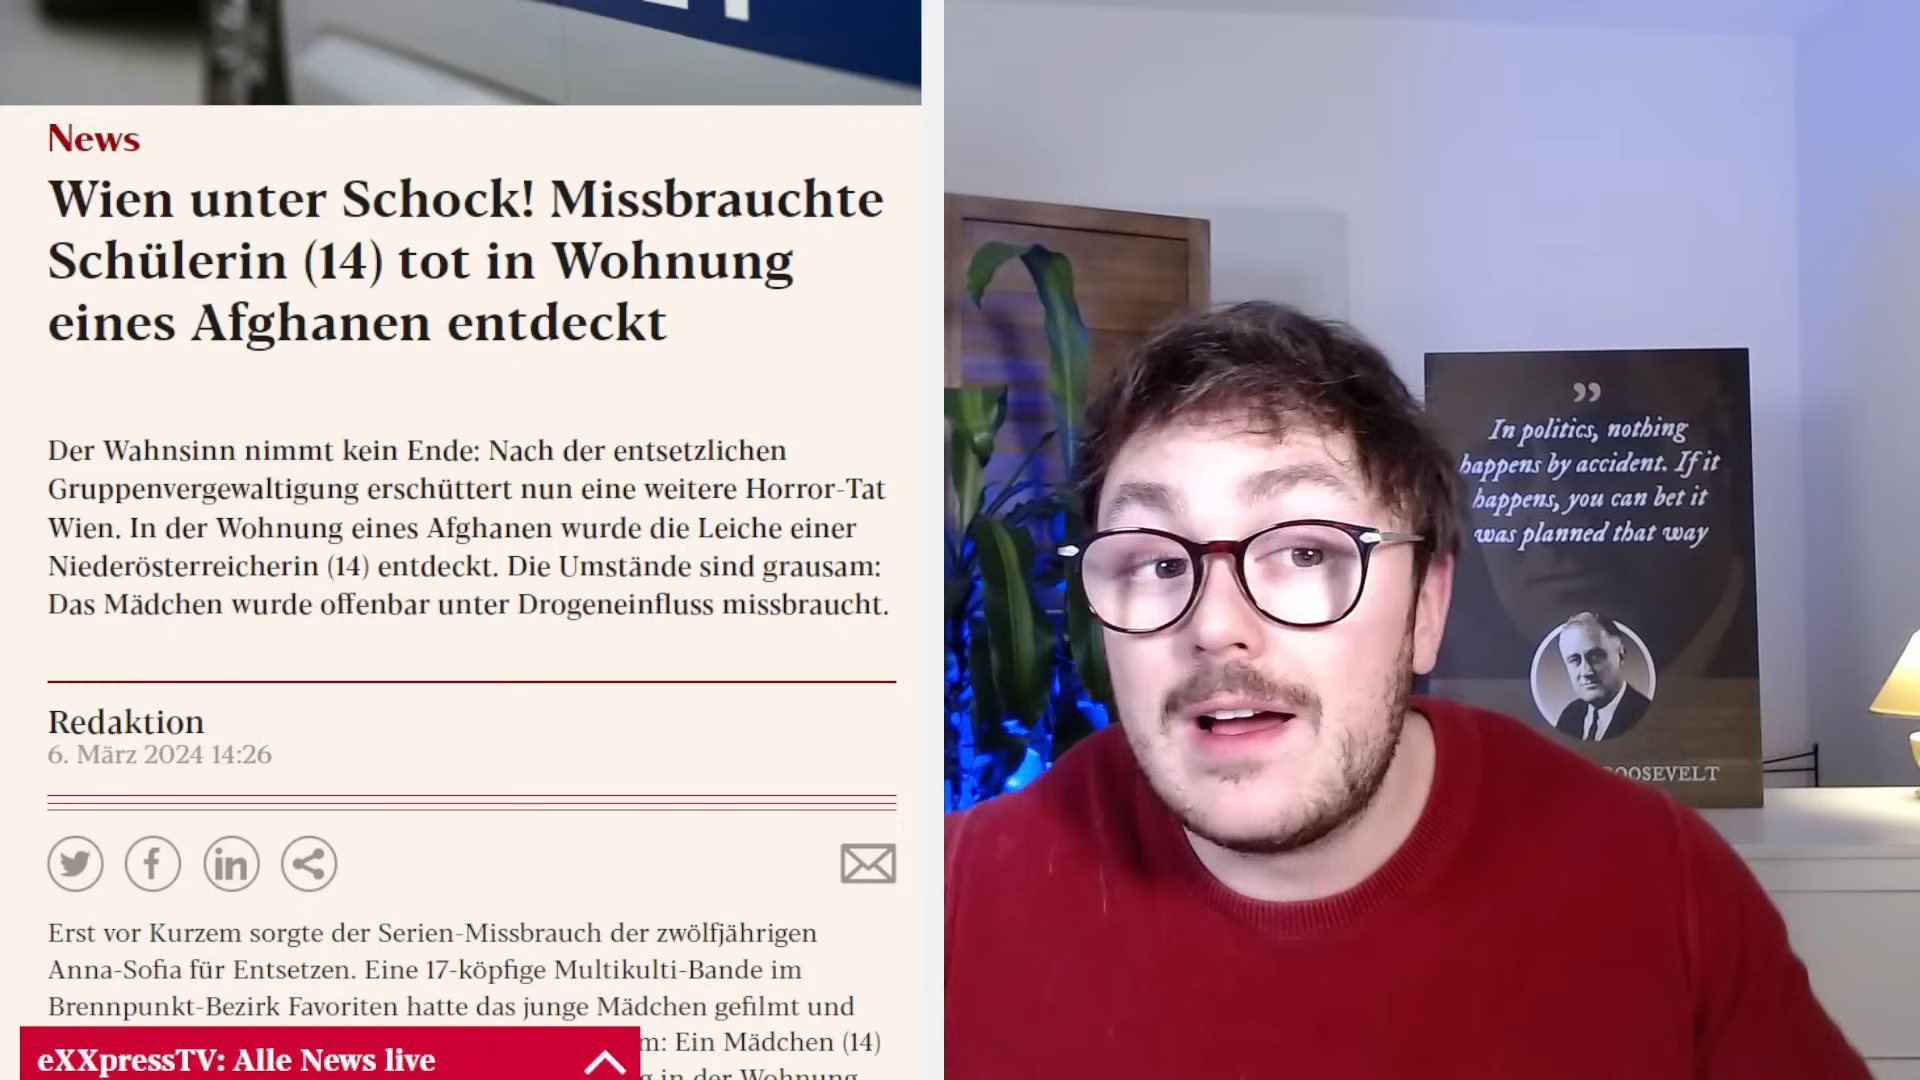 News
Wien unter Schock! Missbrauchte
Schülerin (14) tot in Wohnung
eines Afghanen entdeckt
Der Wahnsinn nimmt kein Ende: Nach der entsetzlichen
Gruppenvergewaltigung erschüttert nun eine weitere Horror-Tat
Wien. In der Wohnung eines Afghanen wurde die Leiche einer
Niederösterreicherin (14) entdeckt. Die Umstände sind grausam:
Das Mädchen wurde offenbar unter Drogeneinfluss missbraucht.
Redaktion
6. März 2024 14:26
Erst vor Kurzem sorgte der Serien-Missbrauch der zwölfjährigen
Anna-Sofia für Entsetzen. Eine 17-köpfige Multikulti-Bande im
Brennpunkt-Bezirk Favoriten hatte das junge Mädchen gefilmt und
Ein Mädchen (14)
in der Wohnung
eXXpressTV: Alle News live
”
In politics, nothing
happens by accident. If it
happens, you can bet it
was planned that way
ROOSEVELT